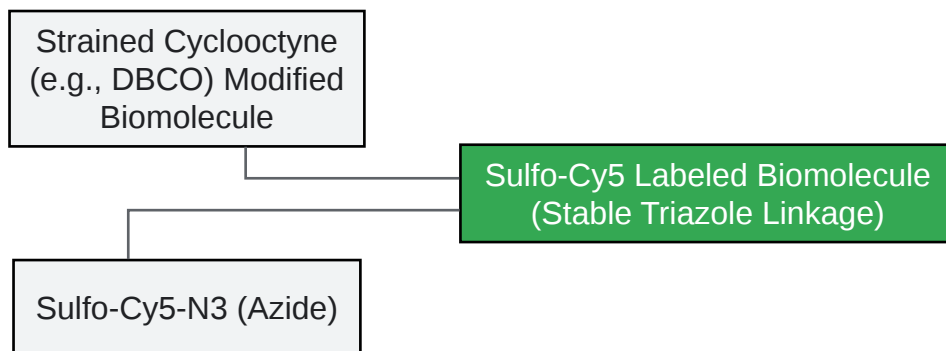 Strained Cyclooctyne
(e.g., DBCO) Modified
Biomolecule
Sulfo-Cy5 Labeled Biomolecule
(Stable Triazole Linkage)
Sulfo-Cy5-N3 (Azide)